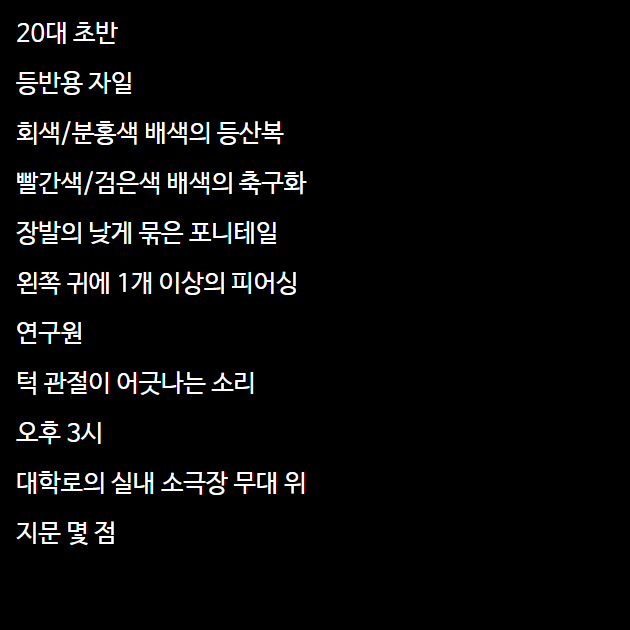 20대 초반
등반용 자일
회색/분홍색 배색의 등산복
빨간색/검은색 배색의 축구화
장발의 낮게 묶은 포니테일
왼쪽 귀에 1개 이상의 피어싱
연구원
턱 관절이 어긋나는 소리
오후 3시
대학로의 실내 소극장 무대 위
지문 몇 점